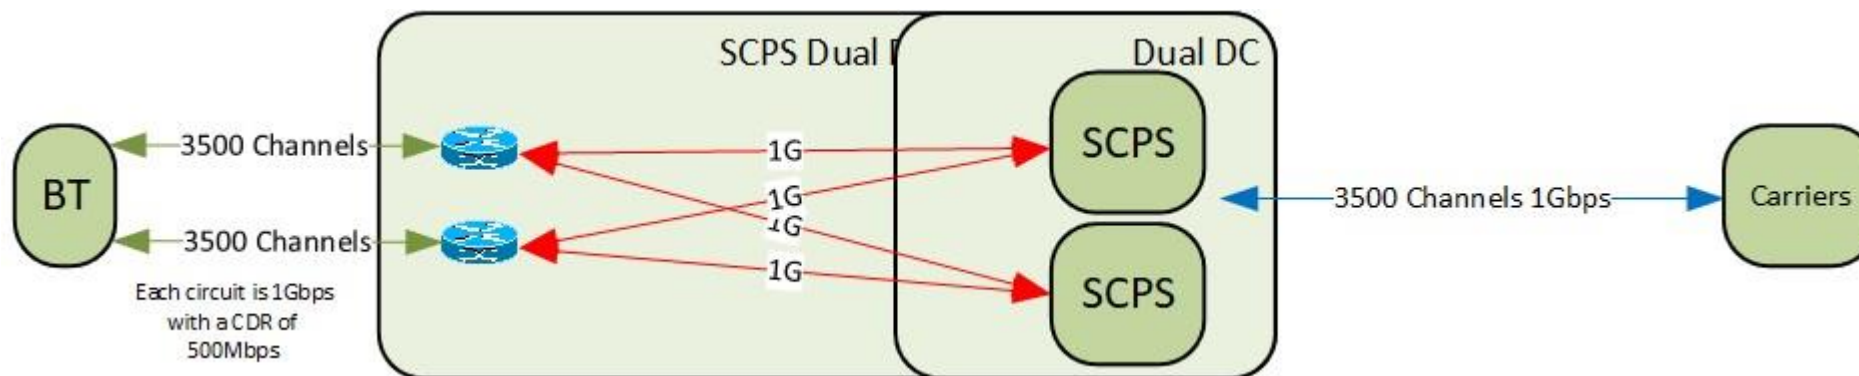 SCPS Dual
Dual DC
BT
3500 Channels
3500 Channels
Each circuit is 1Gbps
with a CDR of
500Mbps
1G
1G
1G
1G
SCPS
SCPS
3500 Channels 1Gbps
Carriers